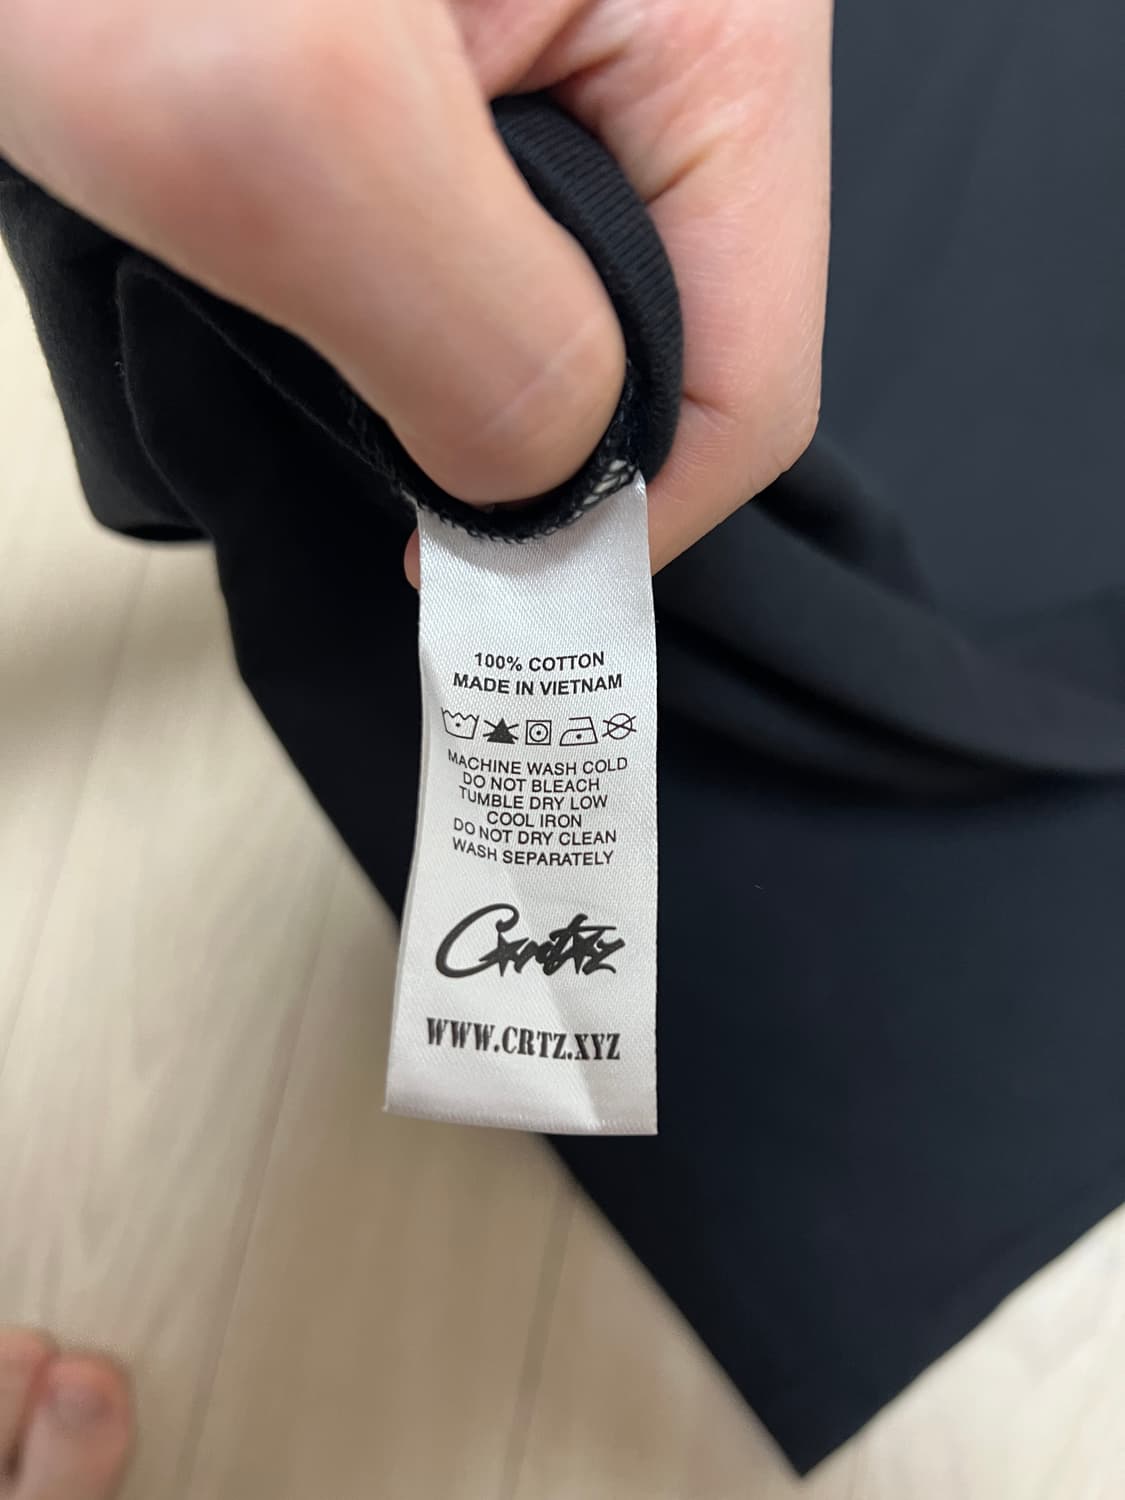 100% COTTON
MADE IN VIETNAM
MACHINE WASH COLD
DO NOT BLEACH
TUMBLE DRY LOW
COOL IRON
DO NOT DRY CLEAN
WASH SEPARATELY
Crtz
WWW.CRTZ.XYZ